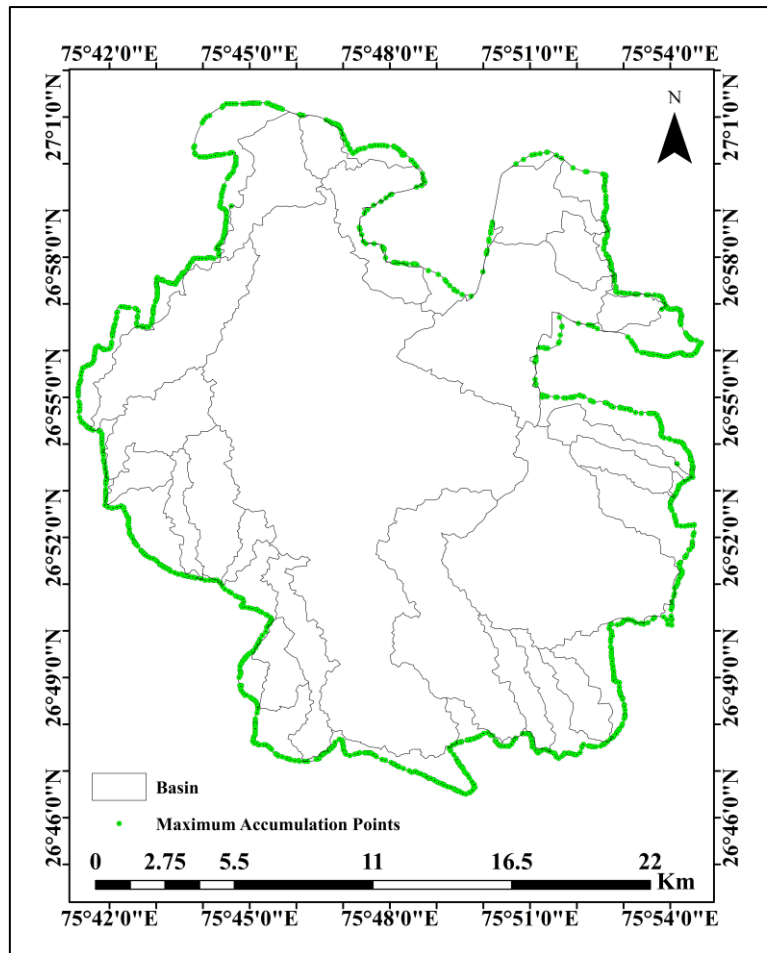 75°42'0"E 75°45'0"E 75°48'0"E 75°51'0"E 75°54'0"E
27°1'0"N 27°1'0"N
N
26°58'0"N 26°58'0"N
26°55'0"N 26°55'0"N
26°52'0"N 26°52'0"N
26°49'0"N 26°49'0"N
26°46'0"N 26°46'0"N
Basin
Maximum Accumulation Points
0 2.75 5.5 11 16.5 22
Km
75°42'0"E 75°45'0"E 75°48'0"E 75°51'0"E 75°54'0"E